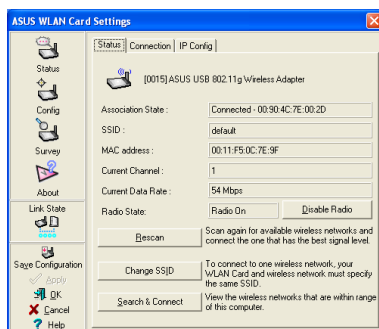 ASUS WLAN Card Settings
Status
Config
Survey
About
Link State
Save Configuration
Apply
OK
Cancel
Help
Status Connection IP Config
[0015] ASUS USB 802.11g Wireless Adapter
Association State : Connected - 00:90:4C:7E:00:2D
SSID : default
MAC address : 00:11:F5:0C:7E:9F
Current Channel : 1
Current Data Rate : 54 Mbps
Radio State: Radio On Disable Radio
Rescan
Scan again for available wireless networks and
connect the one that has the best signal level.
Change SSID
To connect to one wireless network, your
WLAN Card and wireless network must specify
the same SSID.
Search & Connect
View the wireless networks that are within range
of this computer.